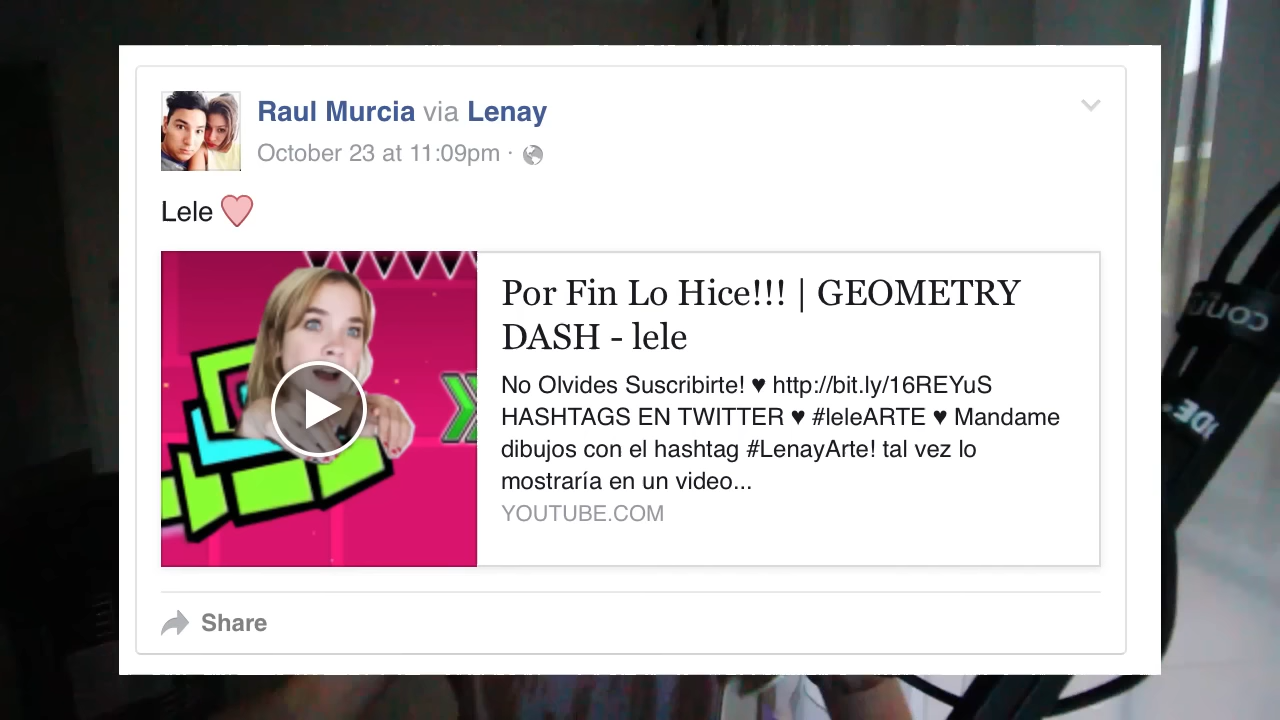 Raul Murcia via Lenay
October 23 at 11:09pm ·
Lele
Por Fin Lo Hice!!! | GEOMETRY
DASH - lele
No Olvides Suscribirte! ♥ http://bit.ly/16REYuS
HASHTAGS EN TWITTER ♥ #leleARTE ♥ Mandame
dibujos con el hashtag #LenayArte! tal vez lo
mostraría en un video...
YOUTUBE.COM
Share